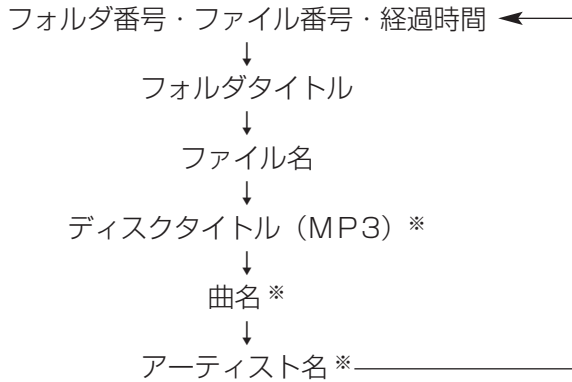 フォルダ番号・ファイル番号・経過時間
フォルダタイトル
ファイル名
ディスクタイトル（MP3）※
曲名※
アーティスト名※